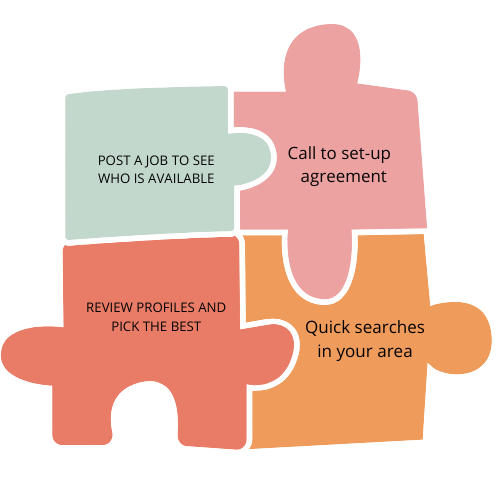 POST A JOB TO SEE
WHO IS AVAILABLE
Call to set-up
agreement
REVIEW PROFILES AND
PICK THE BEST
Quick searches
in your area